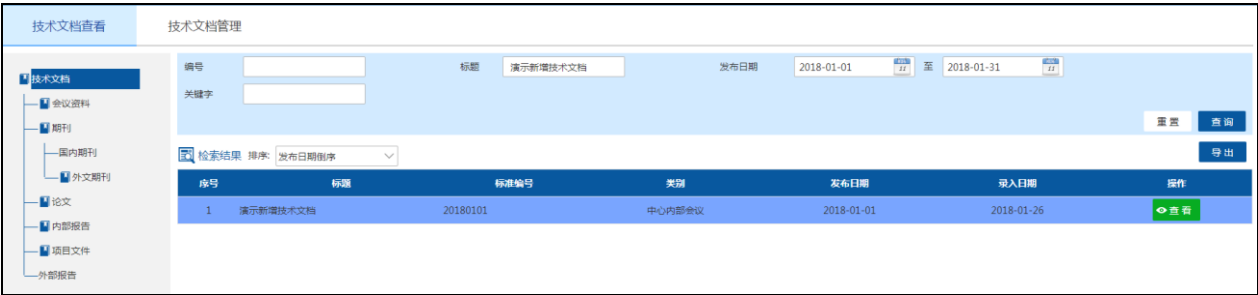 技术文档查看 技术文档管理
技术文档
会议资料
期刊
国内期刊
外文期刊
论文
内部报告
项目文件
外部报告
编号 标题 演示新增技术文档 发布日期 2018-01-01 至 2018-01-31
关键字
重置 查询
检索结果 排序: 发布日期倒序 导出
序号 标题 标准编号 类别 发布日期 录入日期 操作
1 演示新增技术文档 20180101 中心内部会议 2018-01-01 2018-01-26 查看